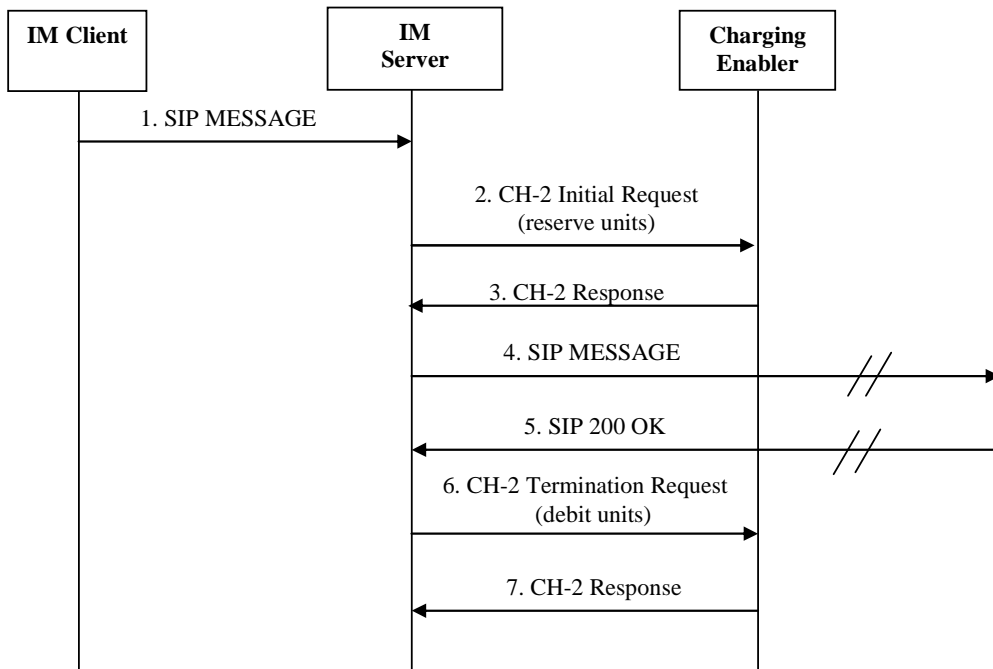 IM Client
IM
Server
Charging
Enabler
1. SIP MESSAGE
2. CH-2 Initial Request
(reserve units)
3. CH-2 Response
4. SIP MESSAGE
5. SIP 200 OK
6. CH-2 Termination Request
(debit units)
7. CH-2 Response